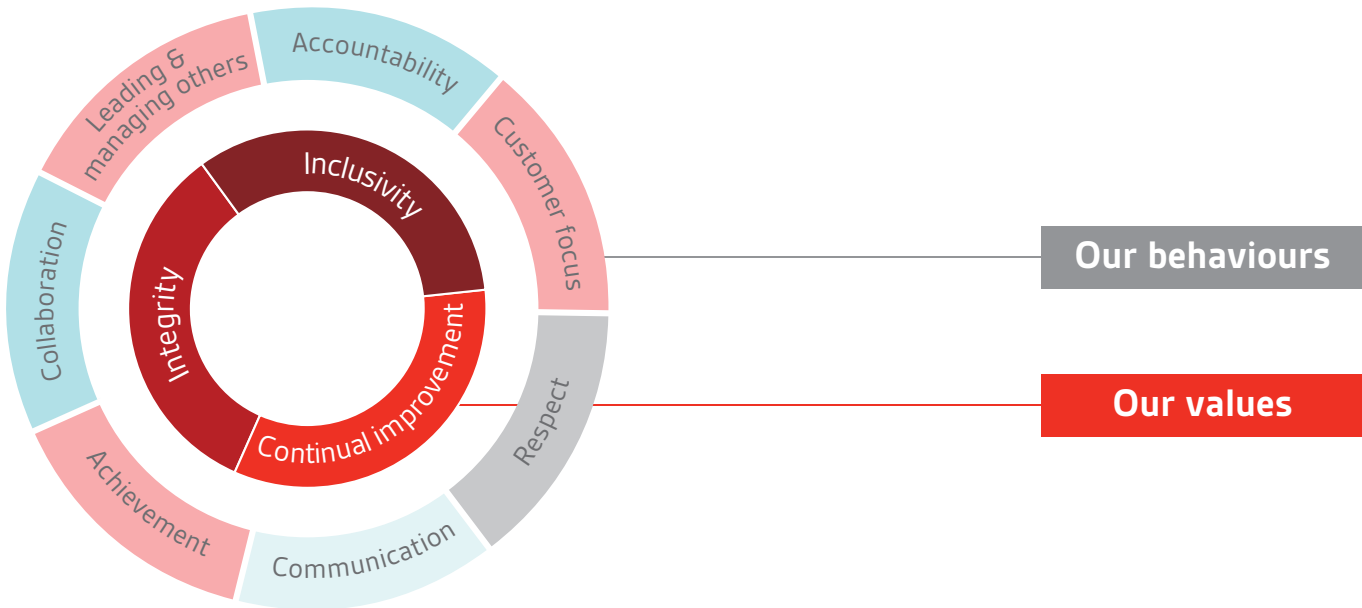 Accountability
Customer focus
Respect
Communication
Achievement
Collaboration
Leading &
managing others
Inclusivity
Continual improvement
Integrity
Our behaviours
Our values